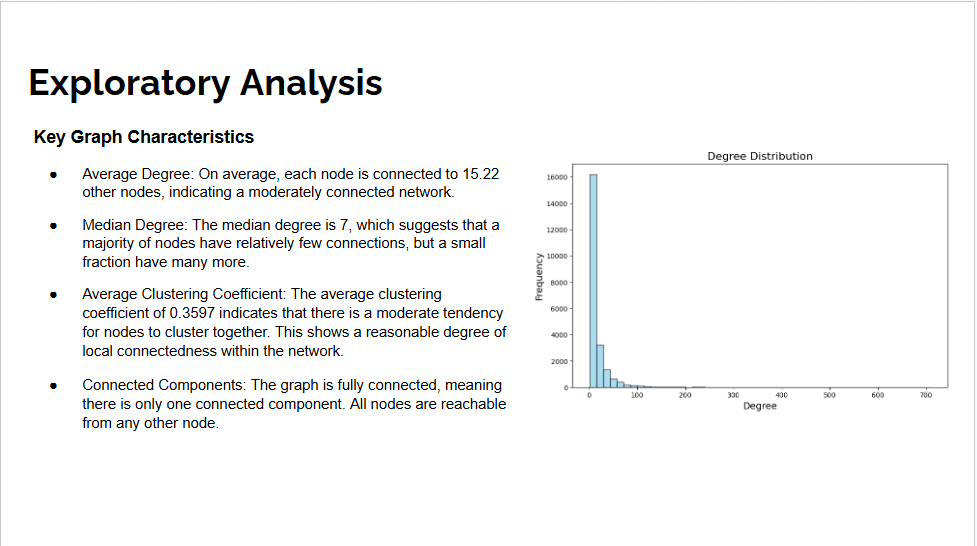 Exploratory Analysis
Key Graph Characteristics
● Average Degree: On average, each node is connected to 15.22
other nodes, indicating a moderately connected network.
● Median Degree: The median degree is 7, which suggests that a
majority of nodes have relatively few connections, but a small
fraction have many more.
● Average Clustering Coefficient: The average clustering
coefficient of 0.3597 indicates that there is a moderate tendency
for nodes to cluster together. This shows a reasonable degree of
local connectedness within the network.
● Connected Components: The graph is fully connected, meaning
there is only one connected component. All nodes are reachable
from any other node.
Degree Distribution
Frequency
16000
14000
12000
10000
8000
6000
4000
2000
0
0 100 200 300 400 500 600 700
Degree